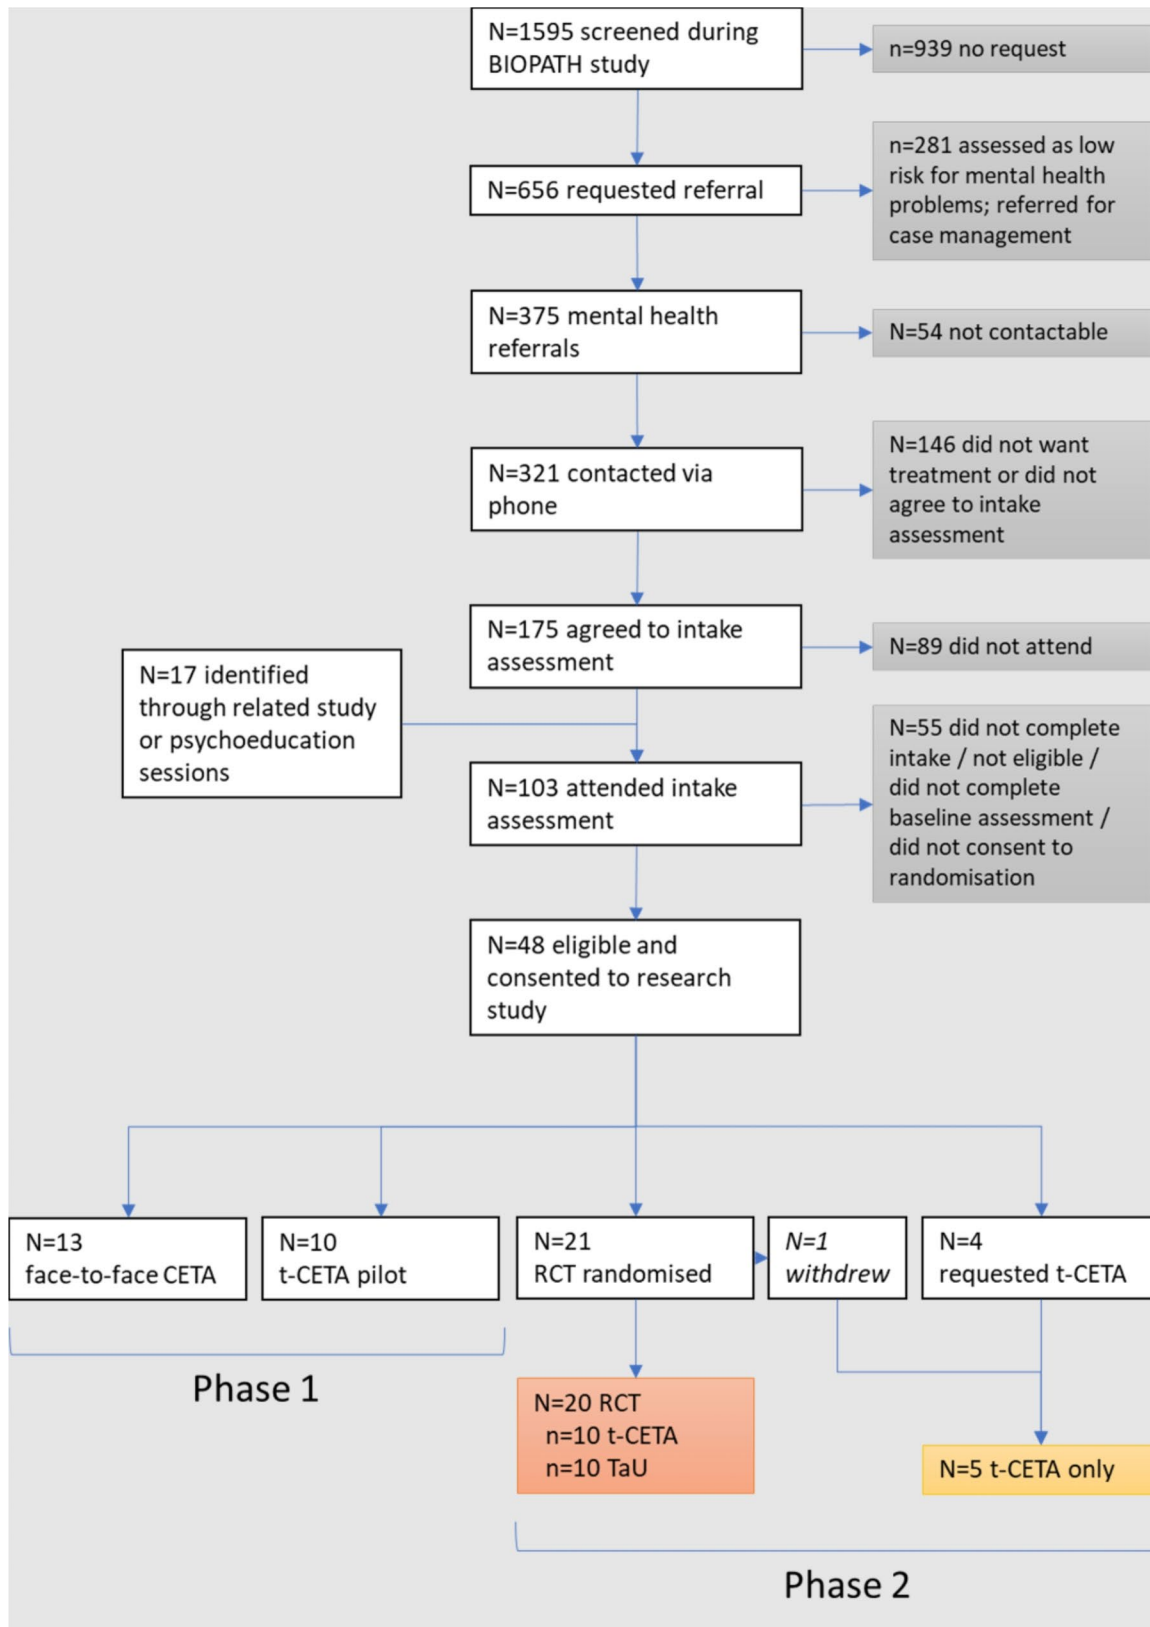 N=1595 screened during
BIOPATH study
n=939 no request
N=656 requested referral
n=281 assessed as low
risk for mental health
problems; referred for
case management
N=375 mental health
referrals
N=54 not contactable
N=321 contacted via
phone
N=146 did not want
treatment or did not
agree to intake
assessment
N=175 agreed to intake
assessment
N=89 did not attend
N=17 identified
through related study
or psychoeducation
sessions
N=103 attended intake
assessment
N=55 did not complete
intake / not eligible /
did not complete
baseline assessment /
did not consent to
randomisation
N=48 eligible and
consented to research
study
N=13
face-to-face CETA
N=10
t-CETA pilot
N=21
RCT randomised
N=1
withdrew
N=4
requested t-CETA
Phase 1
N=20 RCT
n=10 t-CETA
n=10 TaU
N=5 t-CETA only
Phase 2